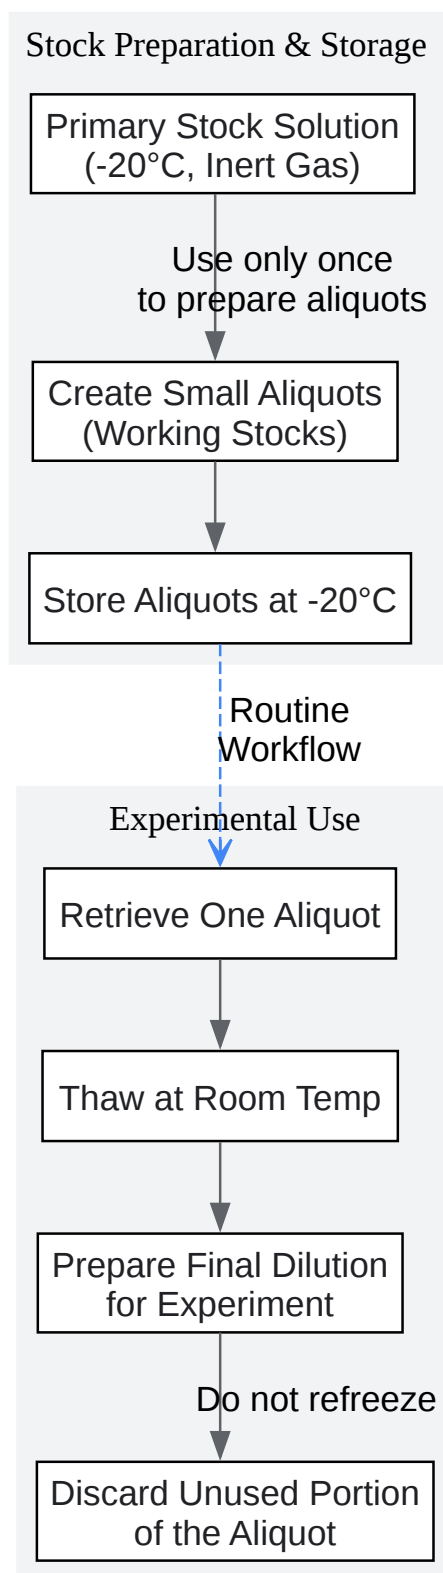 Stock Preparation & Storage
Primary Stock Solution
(-20°C, Inert Gas)
Use only once
to prepare aliquots
Create Small Aliquots
(Working Stocks)
Store Aliquots at -20°C
Routine
Workflow
Experimental Use
Retrieve One Aliquot
Thaw at Room Temp
Prepare Final Dilution
for Experiment
Do not refreeze
Discard Unused Portion
of the Aliquot